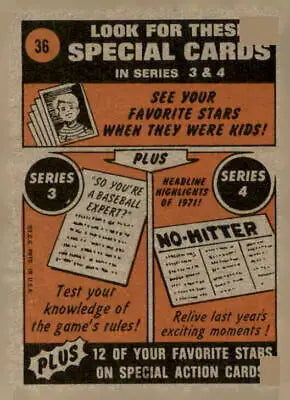 36
LOOK FOR THESE
SPECIAL CARDS
IN SERIES 3 & 4
SEE YOUR
FAVORITE STARS
WHEN THEY WERE KIDS!
PLUS
SERIES
3
"SO YOU'RE
A BASEBALL
EXPERT?"
Test your
knowledge of
the game's rules!
HEADLINE
HIGHLIGHTS
OF 1971!
SERIES
4
NO-HITTER
Relive last year's
exciting moments!
PLUS
12 OF YOUR FAVORITE STARS
ON SPECIAL ACTION CARDS